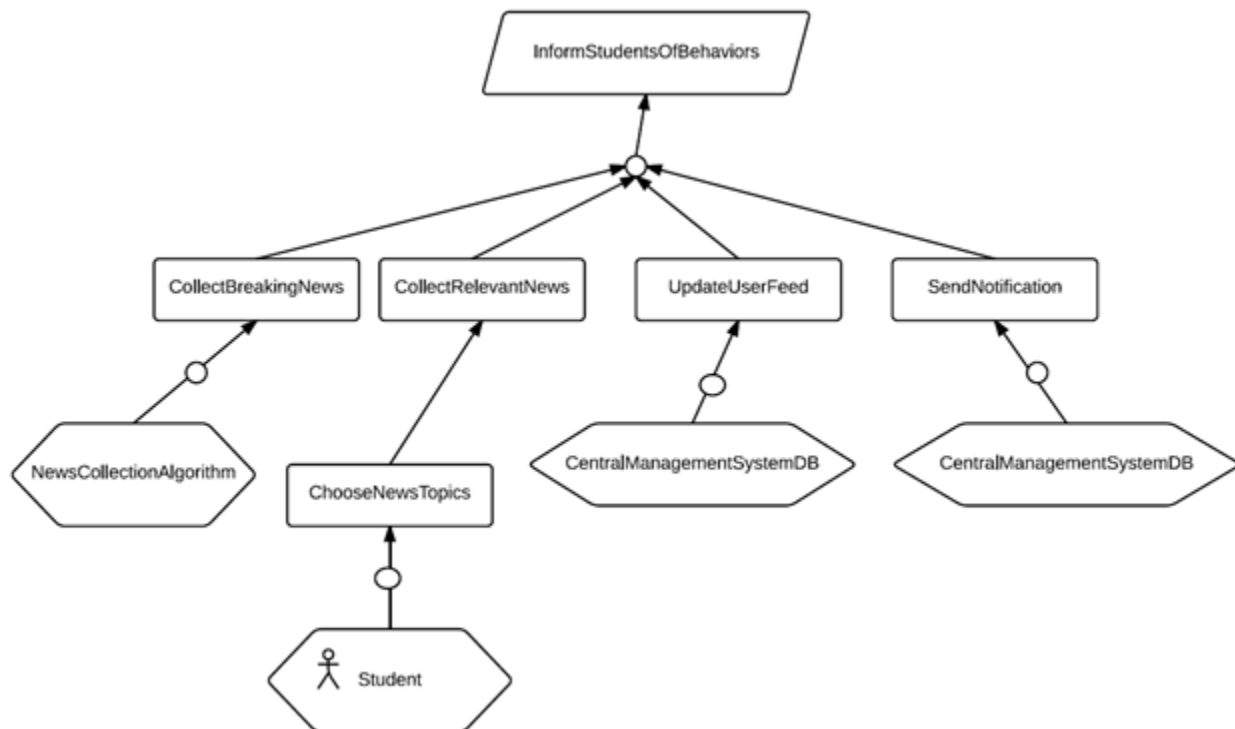 InformStudentsOfBehaviors
CollectBreakingNews
CollectRelevantNews
UpdateUserFeed
SendNotification
NewsCollectionAlgorithm
CentralManagementSystemDB
CentralManagementSystemDB
ChooseNewsTopics
Student